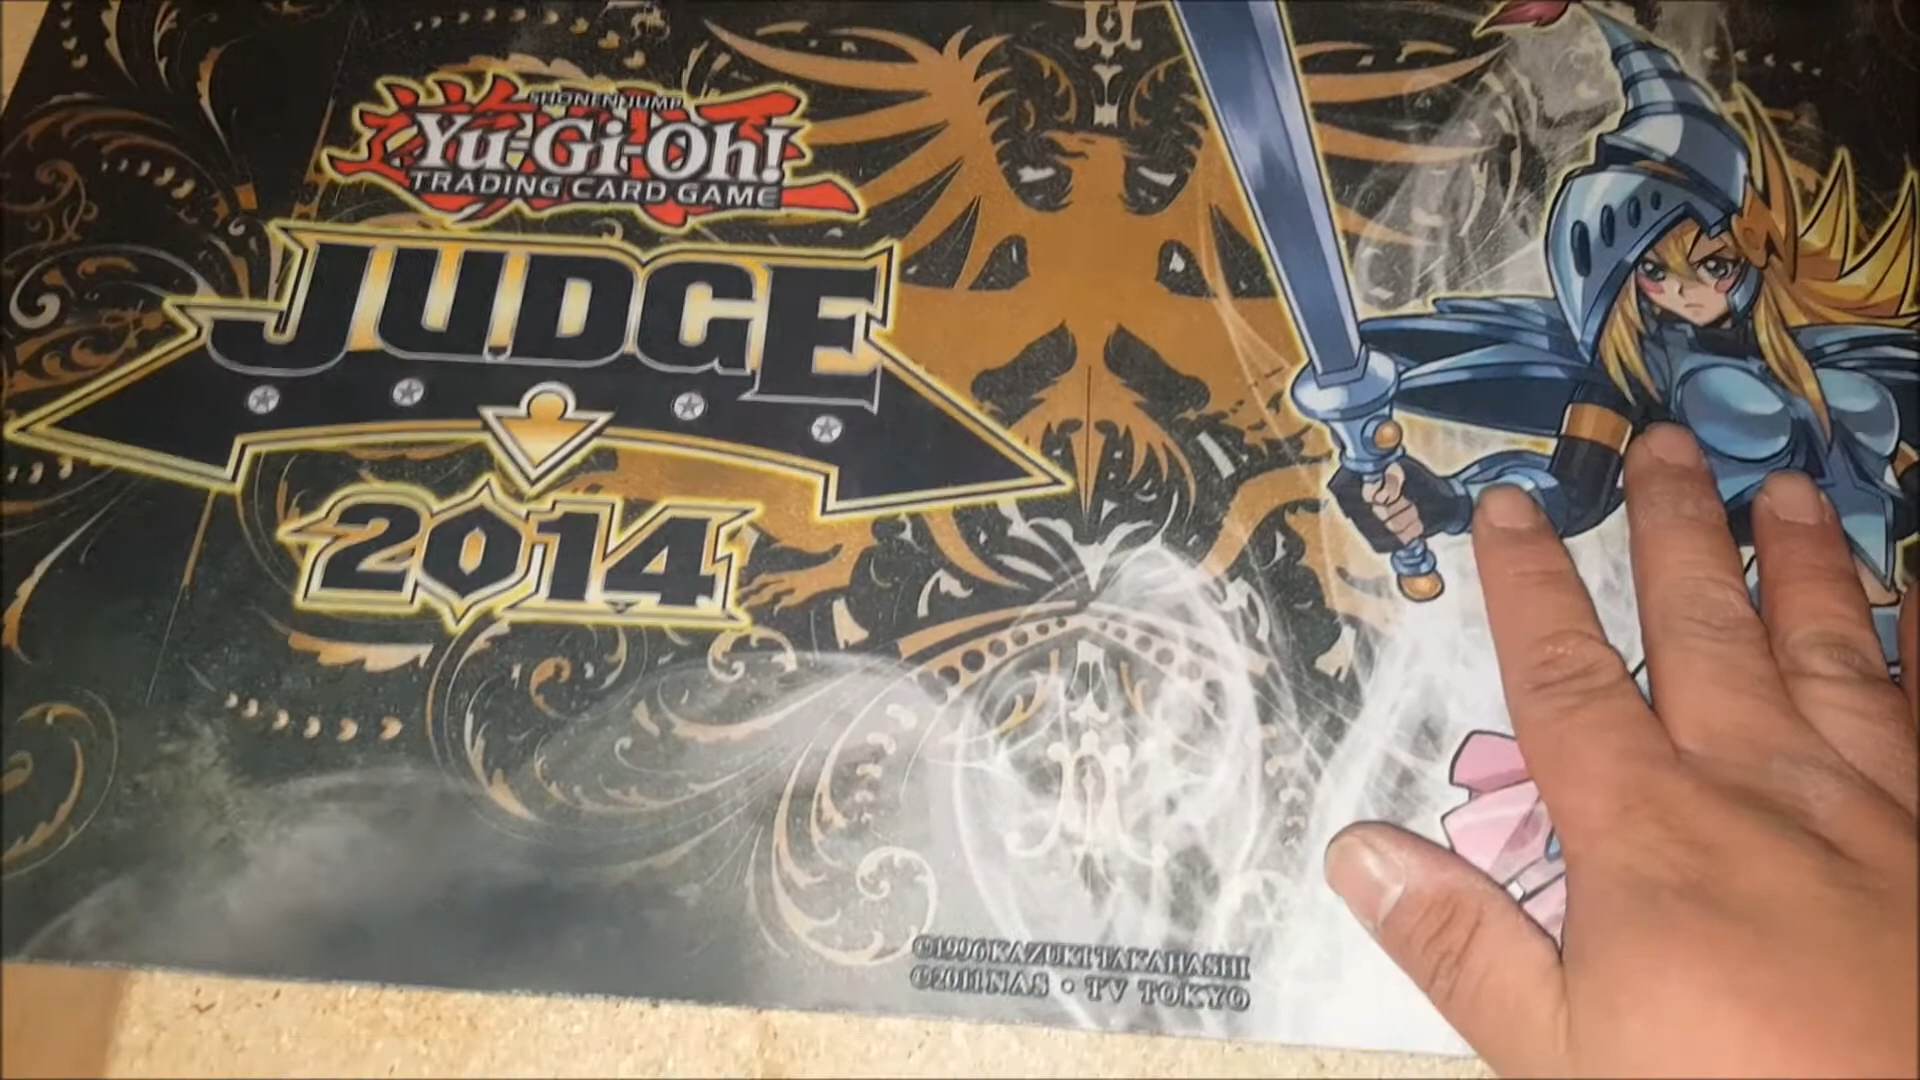 SHONEN JUMP
Yu-Gi-Oh!
TRADING CARD GAME
JUDGE
2014
©1996 KAZUKI TAKAHASHI
©2011 NAS • TV TOKYO